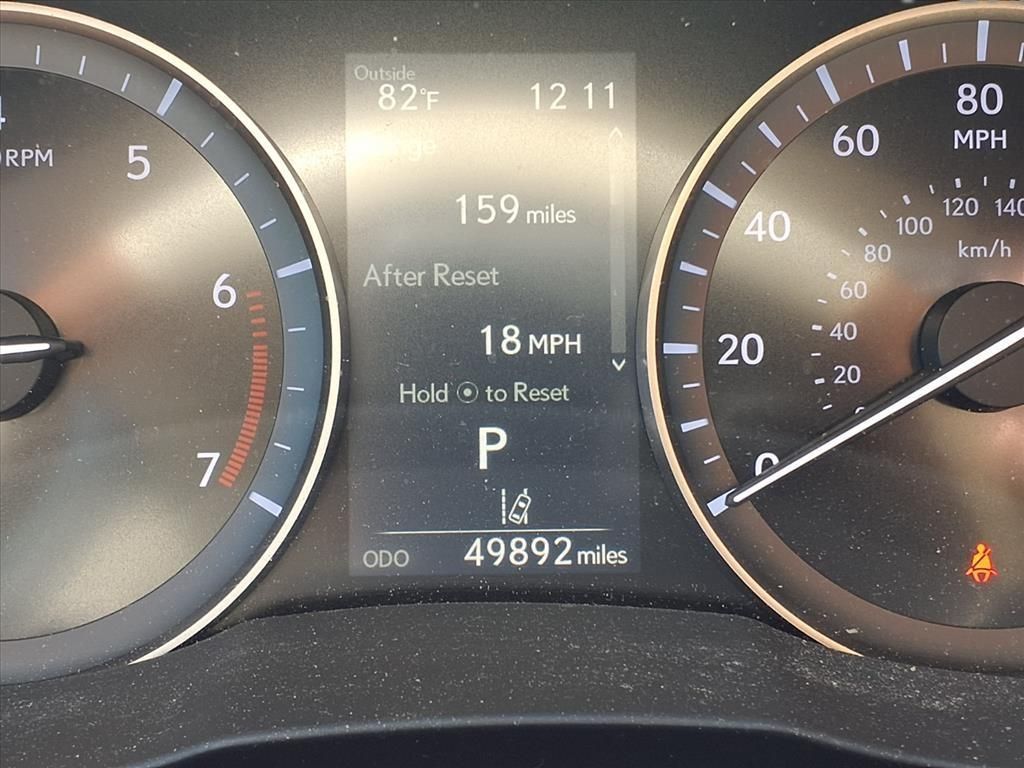 Outside
82°F 12 11
Range
159 miles
After Reset
18 MPH
Hold to Reset
P
ODO 49892 miles
RPM
5
6
7
0
20
40
60
80
MPH
20
40
60
80
100
120
140
km/h